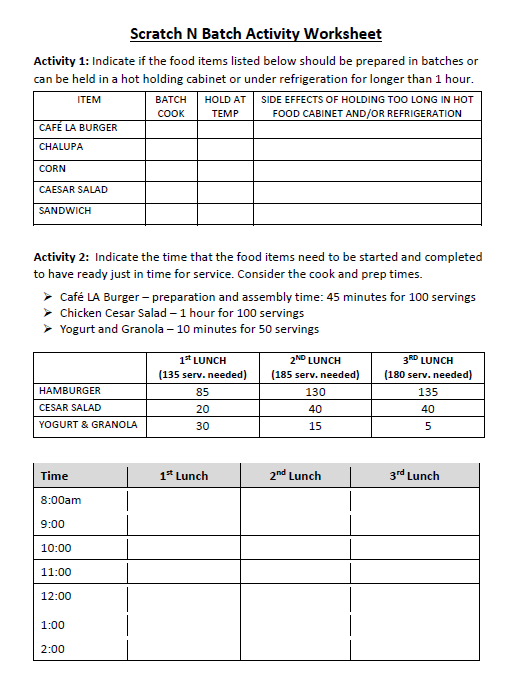 Scratch N Batch Activity Worksheet
Activity 1: Indicate if the food items listed below should be prepared in batches or
can be held in a hot holding cabinet or under refrigeration for longer than 1 hour.
ITEM BATCH COOK HOLD AT TEMP SIDE EFFECTS OF HOLDING TOO LONG IN HOT FOOD CABINET AND/OR REFRIGERATION
CAFÉ LA BURGER
CHALUPA
CORN
CAESAR SALAD
SANDWICH
Activity 2: Indicate the time that the food items need to be started and completed
to have ready just in time for service. Consider the cook and prep times.
➤ Café LA Burger – preparation and assembly time: 45 minutes for 100 servings
➤ Chicken Cesar Salad – 1 hour for 100 servings
➤ Yogurt and Granola – 10 minutes for 50 servings
1st LUNCH 2ND LUNCH 3RD LUNCH
(135 serv. needed) (185 serv. needed) (180 serv. needed)
HAMBURGER 85 130 135
CESAR SALAD 20 40 40
YOGURT & GRANOLA 30 15 5
Time 1st Lunch 2nd Lunch 3rd Lunch
8:00am
9:00
10:00
11:00
12:00
1:00
2:00